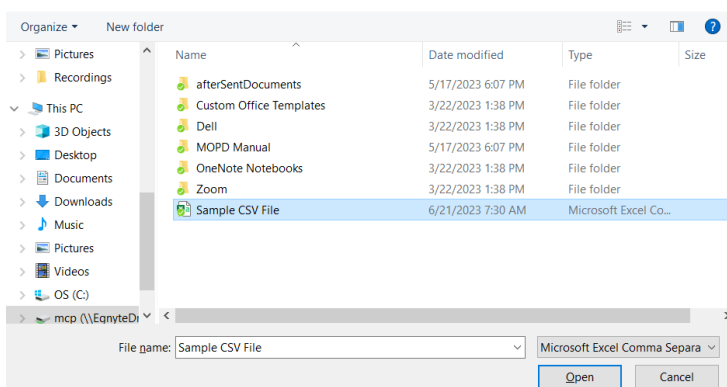 Organize New folder ?
Pictures
Recordings
This PC
3D Objects
Desktop
Documents
Downloads
Music
Pictures
Videos
OS (C:)
mcp (\\EgnyteDr
Name Date modified Type Size
afterSentDocuments 5/17/2023 6:07 PM File folder
Custom Office Templates 3/22/2023 1:38 PM File folder
Dell 3/22/2023 1:38 PM File folder
MOPD Manual 5/17/2023 6:07 PM File folder
OneNote Notebooks 3/22/2023 1:38 PM File folder
Zoom 3/22/2023 1:38 PM File folder
Sample CSV File 6/21/2023 7:30 AM Microsoft Excel Co...
File name: Sample CSV File Microsoft Excel Comma Separa
Open Cancel